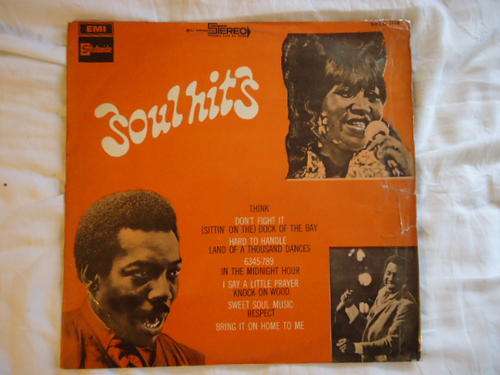 EMI
STEREO
Stateside
Soul hits
THINK
DON'T FIGHT IT
(SITTIN' ON THE) DOCK OF THE BAY
HARD TO HANDLE
LAND OF A THOUSAND DANCES
6345-789
IN THE MIDNIGHT HOUR
I SAY A LITTLE PRAYER
KNOCK ON WOOD
SWEET SOUL MUSIC
RESPECT
BRING IT ON HOME TO ME